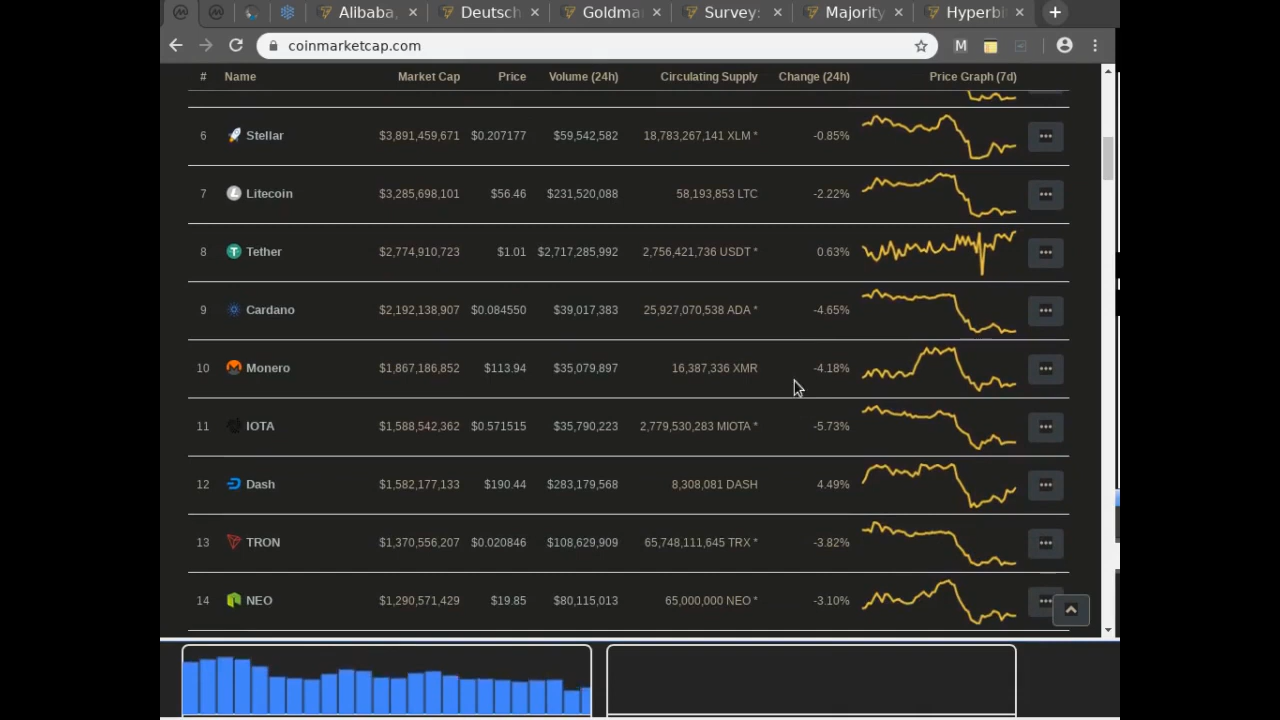 Alibaba, Deutsch Goldma Survey: Majority Hyperbi
coinmarketcap.com M
# Name Market Cap Price Volume (24h) Circulating Supply Change (24h) Price Graph (7d)
6 Stellar $3,891,459,671 $0.207177 $59,542,582 18,783,267,141 XLM * -0.85%
7 Litecoin $3,285,698,101 $56.46 $231,520,088 58,193,853 LTC -2.22%
8 Tether $2,774,910,723 $1.01 $2,717,285,992 2,756,421,736 USDT * 0.63%
9 Cardano $2,192,138,907 $0.084550 $39,017,383 25,927,070,538 ADA * -4.65%
10 Monero $1,867,186,852 $113.94 $35,079,897 16,387,336 XMR -4.18%
11 IOTA $1,588,542,362 $0.571515 $35,790,223 2,779,530,283 MIOTA * -5.73%
12 Dash $1,582,177,133 $190.44 $283,179,568 8,308,081 DASH 4.49%
13 TRON $1,370,556,207 $0.020846 $108,629,909 65,748,111,645 TRX * -3.82%
14 NEO $1,290,571,429 $19.85 $80,115,013 65,000,000 NEO * -3.10%